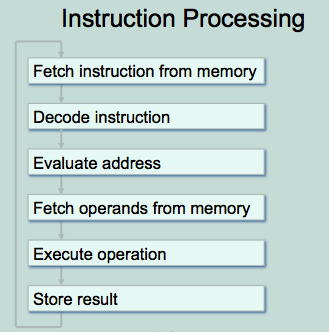 Instruction Processing
Fetch instruction from memory
Decode instruction
Evaluate address
Fetch operands from memory
Execute operation
Store result